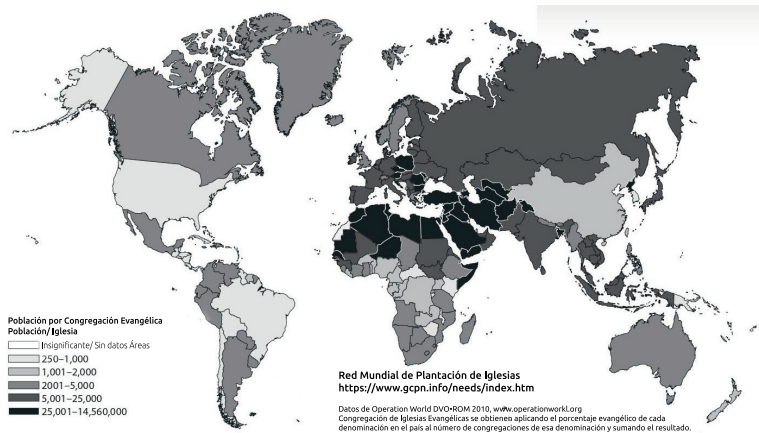 Población por Congregación Evangélica
Población/ Iglesia
Insignificante/ Sin datos Áreas
250–1,000
1,001–2,000
2001–5,000
5,001–25,000
25,001–14,560,000
Red Mundial de Plantación de Iglesias
https://www.gcpn.info/needs/index.htm
Datos de Operation World DVO•ROM 2010, www.operationworkl.org
Congregación de Iglesias Evangélicas se obtieneo aplicando el porcentaje evangélico de cada
denominación en el país al número de congregaciones de esa denominación y sumando el resultado.